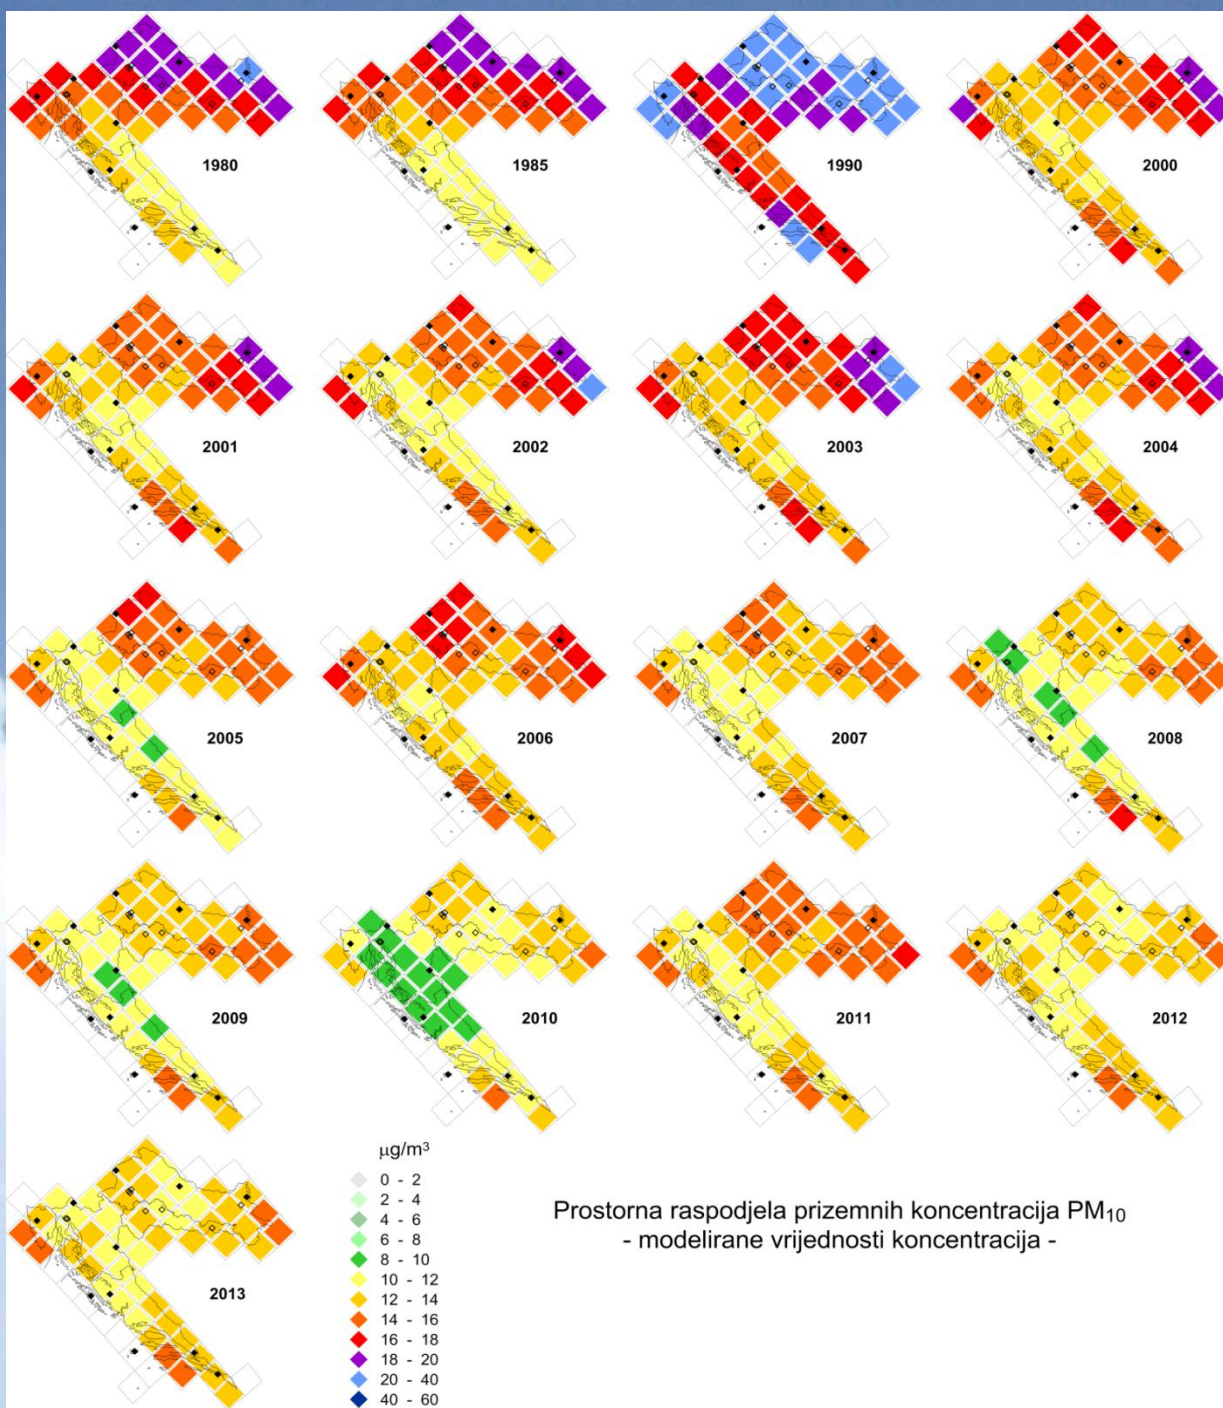 1980
1985
1990
2000
2001
2002
2003
2004
2005
2006
2007
2008
2009
2010
2011
2012
2013
µg/m³
0 - 2
2 - 4
4 - 6
6 - 8
8 - 10
10 - 12
12 - 14
14 - 16
16 - 18
18 - 20
20 - 40
40 - 60
Prostorna raspodjela prizemnih koncentracija PM₁₀
- modelirane vrijednosti koncentracija -